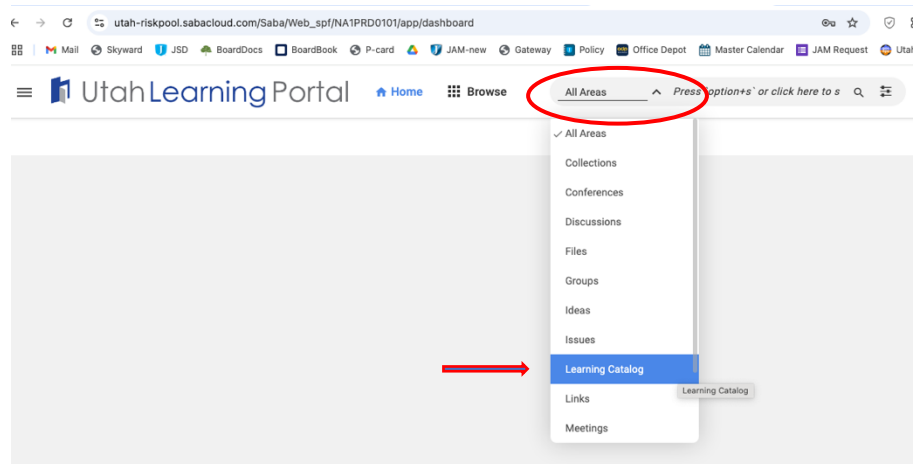 utah-riskpool.sabacloud.com/Saba/Web_spf/NA1PRD0101/app/dashboard
Mail Skyward JSD BoardDocs BoardBook P-card JAM-new Gateway Policy Office Depot Master Calendar JAM Request Utal
Utah Learning Portal Home Browse All Areas Press `option+s` or click here to s
All Areas
Collections
Conferences
Discussions
Files
Groups
Ideas
Issues
Learning Catalog
Learning Catalog
Links
Meetings